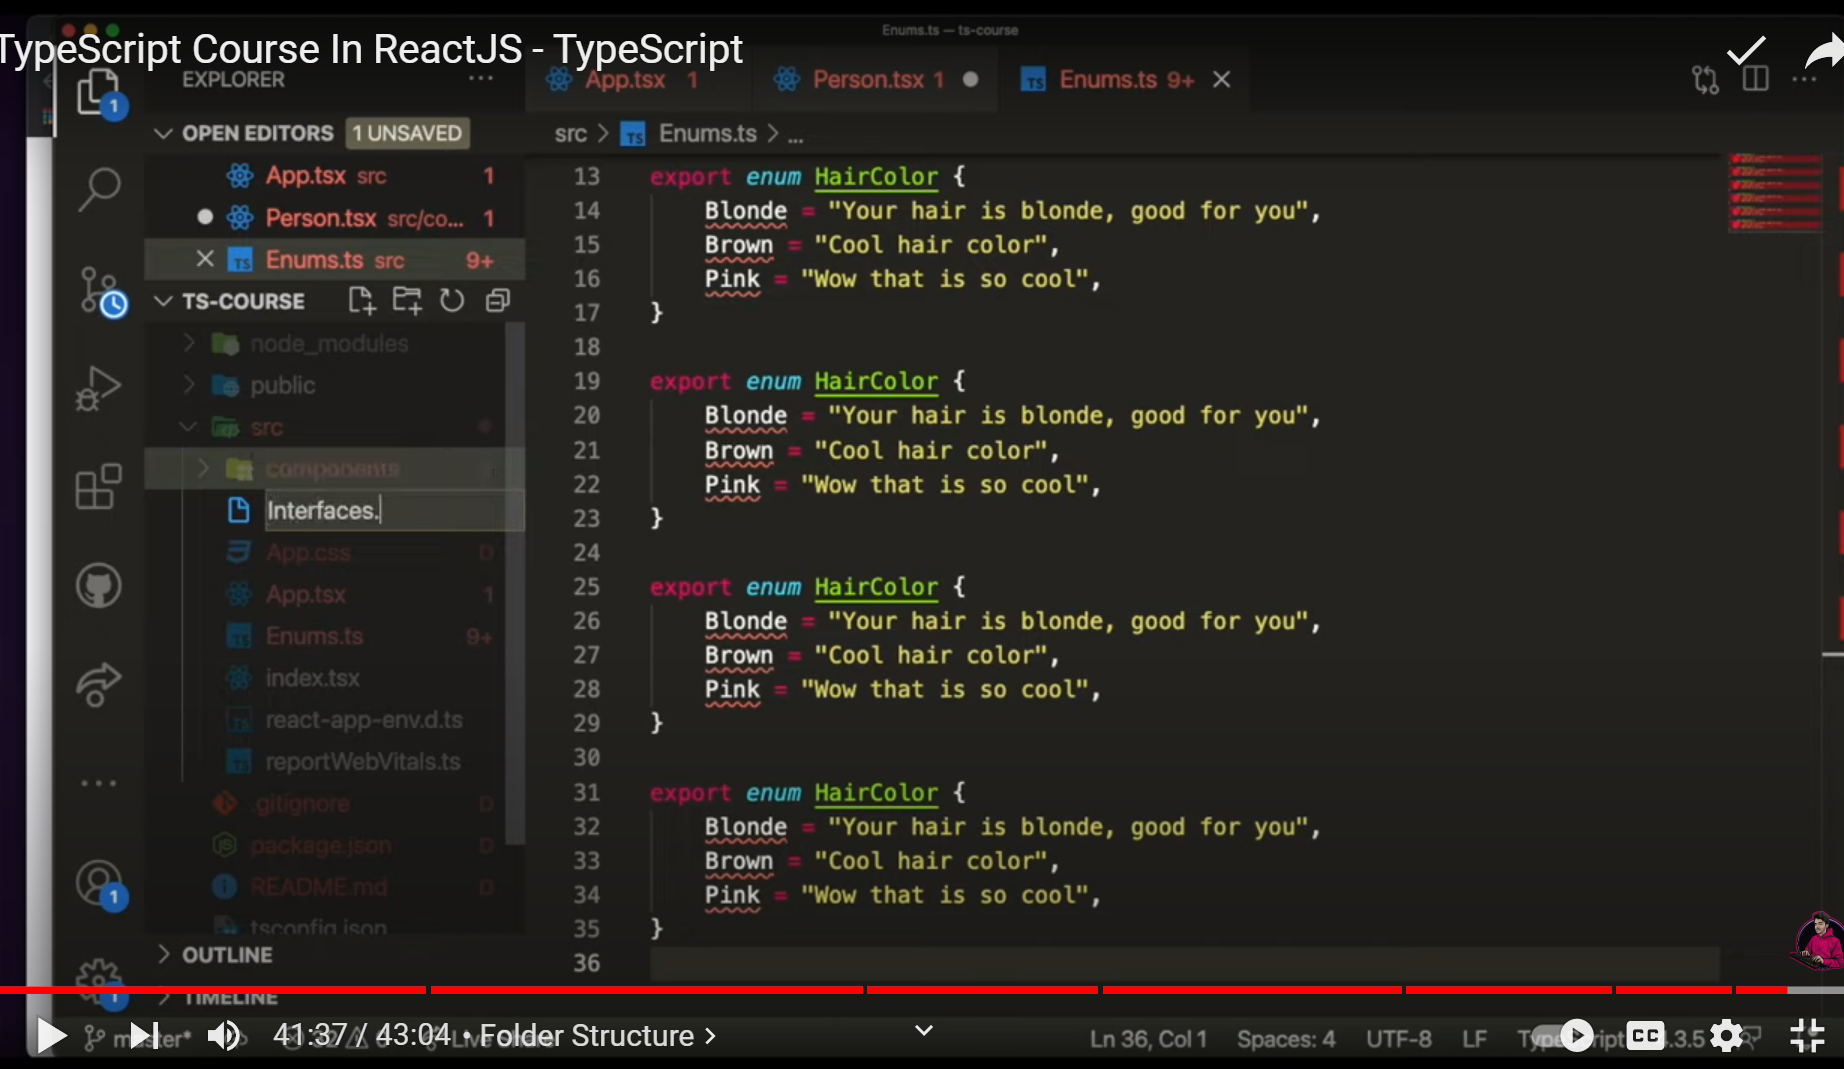 Enums.ts — ts-course
TypeScript Course In ReactJS - TypeScript
EXPLORER
App.tsx 1
Person.tsx 1
Enums.ts 9+
1
OPEN EDITORS 1 UNSAVED
src > Enums.ts > ...
App.tsx src 1
Person.tsx src/co... 1
Enums.ts src 9+
TS-COURSE
node_modules
public
src
components
Interfaces.
App.css D
App.tsx 1
Enums.ts 9+
index.tsx
react-app-env.d.ts
reportWebVitals.ts
.gitignore D
package.json D
README.md D
tsconfig.json
OUTLINE
TIMELINE
1
1
13 export enum HairColor {
14 Blonde = "Your hair is blonde, good for you",
15 Brown = "Cool hair color",
16 Pink = "Wow that is so cool",
17 }
18
19 export enum HairColor {
20 Blonde = "Your hair is blonde, good for you",
21 Brown = "Cool hair color",
22 Pink = "Wow that is so cool",
23 }
24
25 export enum HairColor {
26 Blonde = "Your hair is blonde, good for you",
27 Brown = "Cool hair color",
28 Pink = "Wow that is so cool",
29 }
30
31 export enum HairColor {
32 Blonde = "Your hair is blonde, good for you",
33 Brown = "Cool hair color",
34 Pink = "Wow that is so cool",
35 }
36
master*
41:37 / 43:04 • Folder Structure >
Ln 36, Col 1 Spaces: 4 UTF-8 LF
CC